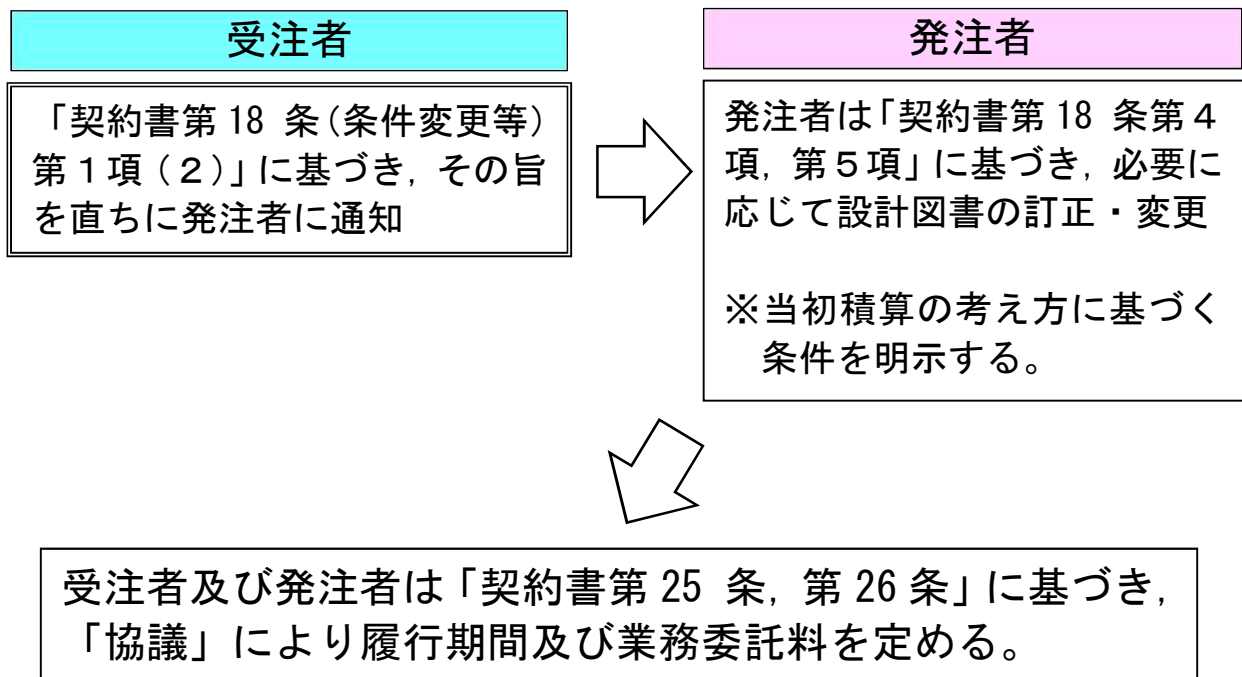 受注者
「契約書第18 条（条件変更等）
第１項（２）」に基づき，その旨
を直ちに発注者に通知
発注者
発注者は「契約書第18 条第４
項，第５項」に基づき，必要に
応じて設計図書の訂正・変更
※当初積算の考え方に基づく
条件を明示する。
受注者及び発注者は「契約書第 25 条，第 26 条」に基づき，
「協議」により履行期間及び業務委託料を定める。